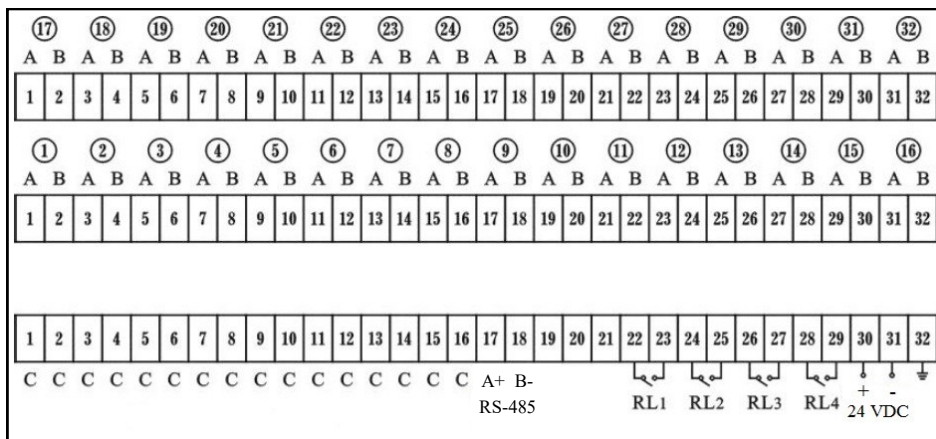 ⑰ ⑱ ⑲ ⑳ ㉑ ㉒ ㉓ ㉔ ㉕ ㉖ ㉗ ㉘ ㉙ ㉚ ㉛ ㉜
A B A B A B A B A B A B A B A B A B A B A B A B A B A B A B A B
1 2 3 4 5 6 7 8 9 10 11 12 13 14 15 16 17 18 19 20 21 22 23 24 25 26 27 28 29 30 31 32
① ② ③ ④ ⑤ ⑥ ⑦ ⑧ ⑨ ⑩ ⑪ ⑫ ⑬ ⑭ ⑮ ⑯
A B A B A B A B A B A B A B A B A B A B A B A B A B A B A B A B
1 2 3 4 5 6 7 8 9 10 11 12 13 14 15 16 17 18 19 20 21 22 23 24 25 26 27 28 29 30 31 32
1 2 3 4 5 6 7 8 9 10 11 12 13 14 15 16 17 18 19 20 21 22 23 24 25 26 27 28 29 30 31 32
C C C C C C C C C C C C C C C C A+ B- + -
RS-485 RL1 RL2 RL3 RL4 24 VDC